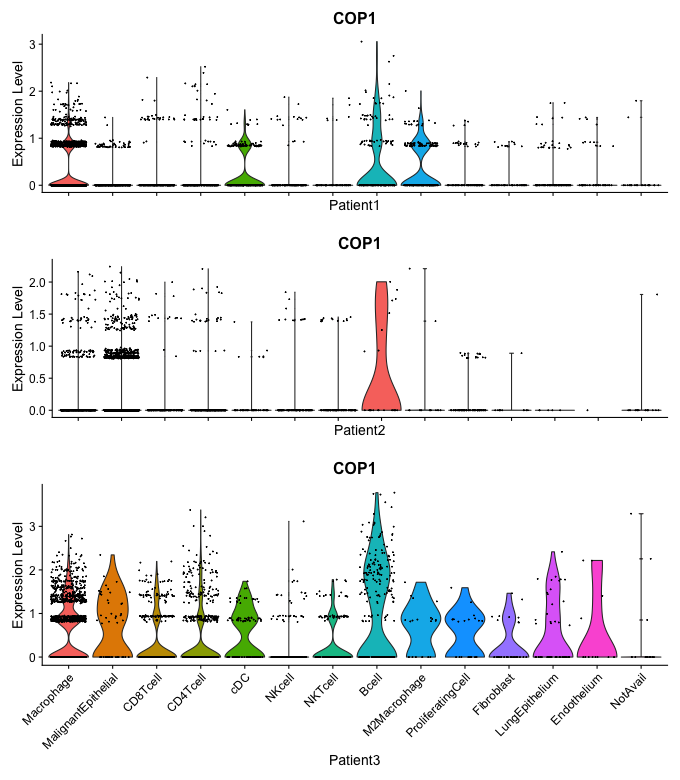 COP1
Expression Level
3
2
1
0
Patient1
COP1
Expression Level
2.0
1.5
1.0
0.5
0.0
Patient2
COP1
Expression Level
3
2
1
0
Macrophage
MalignantEpithelial
CD8Tcell
CD4Tcell
cDC
NKcell
NKTcell
Bcell
M2Macrophage
ProliferatingCell
Fibroblast
LungEpithelium
Endothelium
NotAvail
Patient3